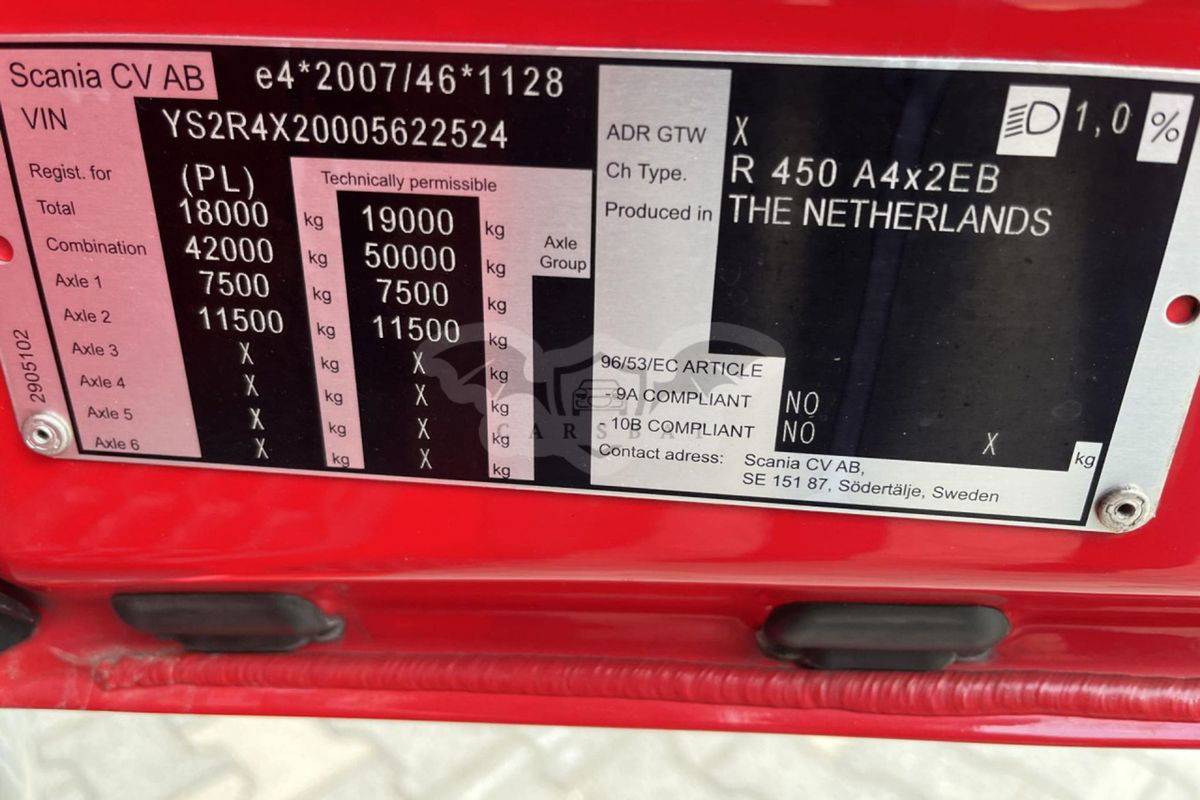 Scania CV AB e4*2007/46*1128
VIN YS2R4X20005622524
Regist. for (PL) Technically permissible
Total 18000 kg 19000 kg
Combination 42000 kg 50000 kg Axle Group
Axle 1 7500 kg 7500 kg
Axle 2 11500 kg 11500 kg
Axle 3 X kg X kg
Axle 4 X kg X kg
Axle 5 X kg X kg
Axle 6 X kg X kg
2905102
1,0 %
ADR GTW X
Ch Type. R 450 A4x2EB
Produced in THE NETHERLANDS
96/53/EC ARTICLE
- 9A COMPLIANT NO
- 10B COMPLIANT NO X kg
Contact adress: Scania CV AB,
SE 151 87, Södertälje, Sweden
CARSBAT